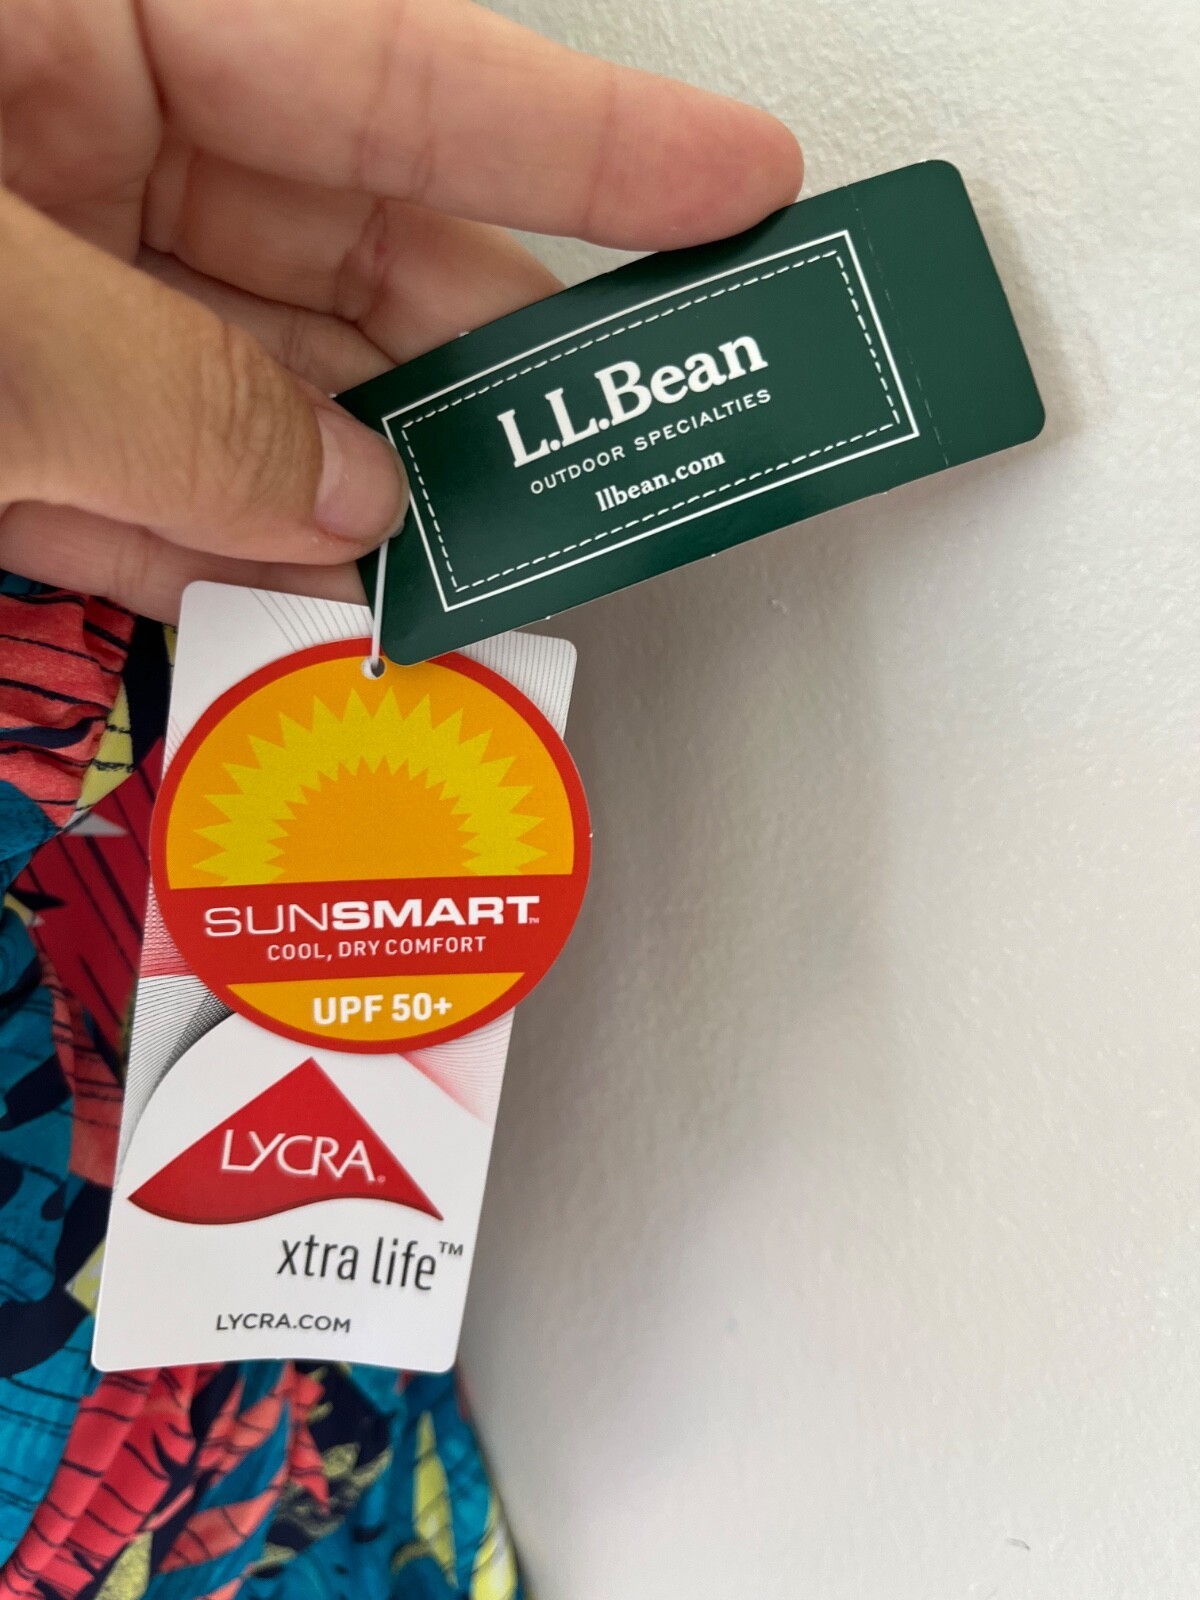 L.L.Bean
OUTDOOR SPECIALTIES
llbean.com
SUNSMART™
COOL, DRY COMFORT
UPF 50+
LYCRA®
xtra life™
LYCRA.COM